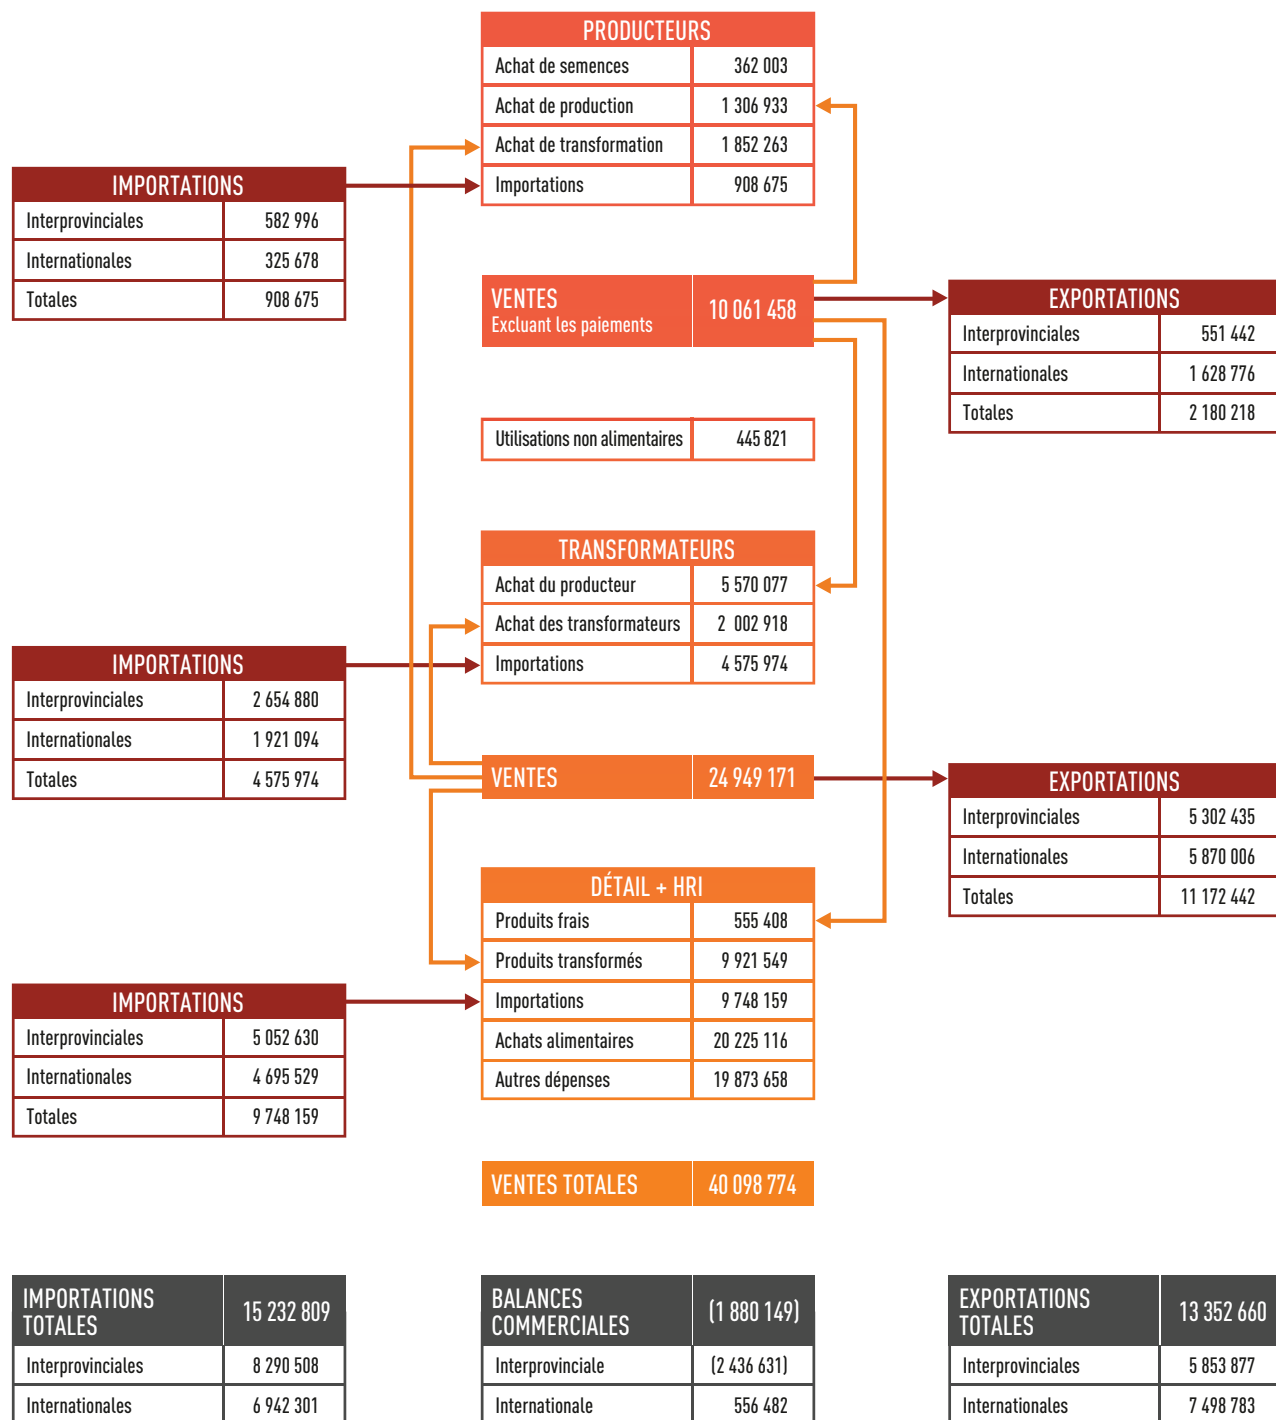 PRODUCTEURS
Achat de semences 362 003
Achat de production 1 306 933
Achat de transformation 1 852 263
Importations 908 675
IMPORTATIONS
Interprovinciales 582 996
Internationales 325 678
Totales 908 675
VENTES
Excluant les paiements
10 061 458
EXPORTATIONS
Interprovinciales 551 442
Internationales 1 628 776
Totales 2 180 218
Utilisations non alimentaires 445 821
TRANSFORMATEURS
Achat du producteur 5 570 077
Achat des transformateurs 2 002 918
Importations 4 575 974
IMPORTATIONS
Interprovinciales 2 654 880
Internationales 1 921 094
Totales 4 575 974
VENTES 24 949 171
EXPORTATIONS
Interprovinciales 5 302 435
Internationales 5 870 006
Totales 11 172 442
DÉTAIL + HRI
Produits frais 555 408
Produits transformés 9 921 549
Importations 9 748 159
Achats alimentaires 20 225 116
Autres dépenses 19 873 658
IMPORTATIONS
Interprovinciales 5 052 630
Internationales 4 695 529
Totales 9 748 159
VENTES TOTALES 40 098 774
IMPORTATIONS
TOTALES
15 232 809
Interprovinciales 8 290 508
Internationales 6 942 301
BALANCES
COMMERCIALES
(1 880 149)
Interprovinciale (2 436 631)
Internationale 556 482
EXPORTATIONS
TOTALES
13 352 660
Interprovinciales 5 853 877
Internationales 7 498 783